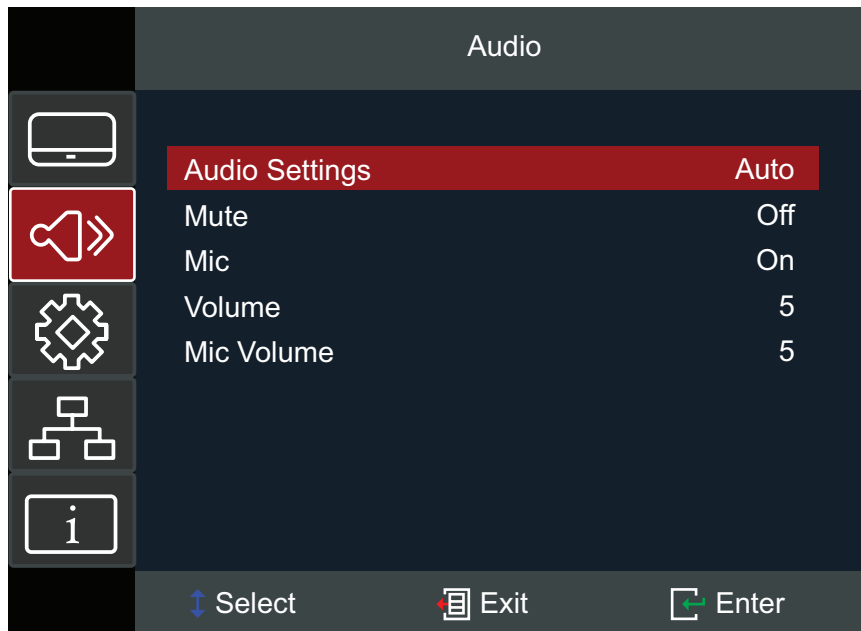 Audio
Audio Settings Auto
Mute Off
Mic On
Volume 5
Mic Volume 5
i
Select Exit Enter